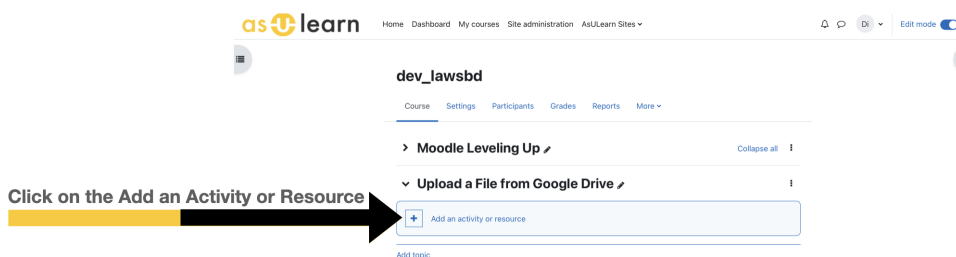 asulearn
Home Dashboard My courses Site administration AsULearn Sites
Di
Edit mode
dev_lawsbd
Course Settings Participants Grades Reports More
Moodle Leveling Up
Collapse all
Upload a File from Google Drive
Click on the Add an Activity or Resource
+ Add an activity or resource
Add topic